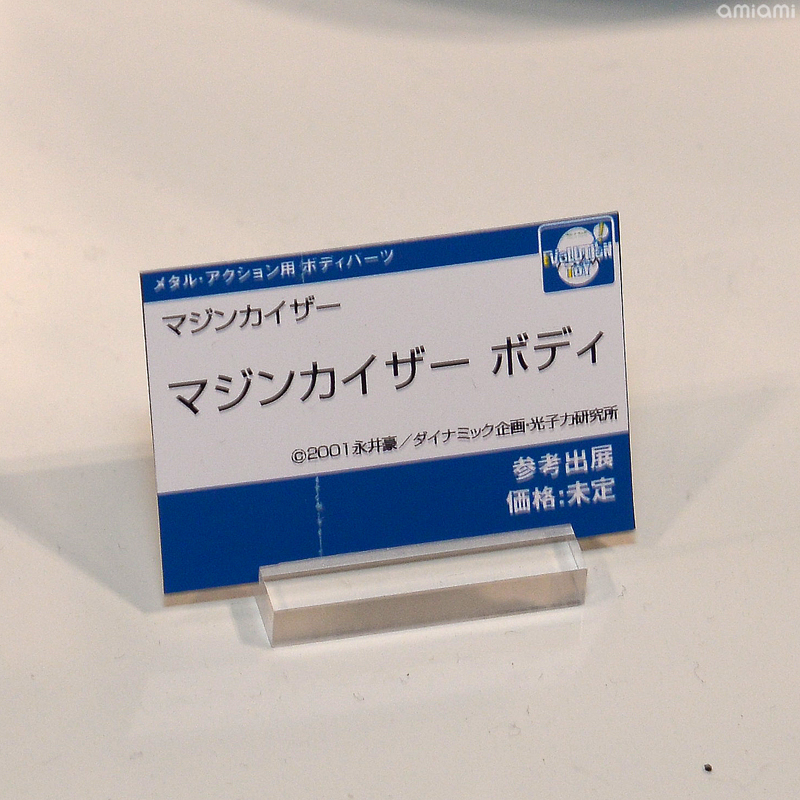 amiami
メタル・アクション用 ボディパーツ
EVOLUTION
TOY
マジンカイザー
マジンカイザー ボディ
©2001永井豪／ダイナミック企画・光子力研究所
参考出展
価格:未定